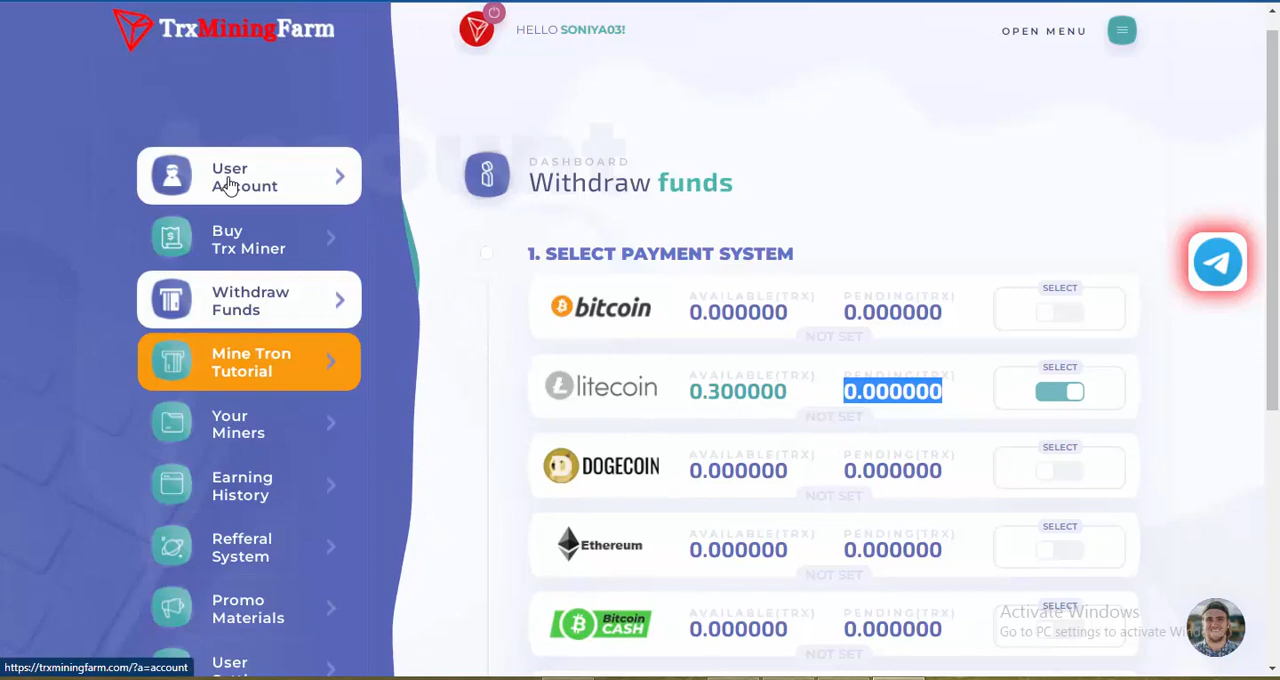 TrxMiningFarm
HELLO SONIYA03!
OPEN MENU
User
Account
Buy
Trx Miner
Withdraw
Funds
Mine Tron
Tutorial
Your
Miners
Earning
History
Refferal
System
Promo
Materials
User
DASHBOARD
Withdraw funds
1. SELECT PAYMENT SYSTEM
bitcoin
AVAILABLE(TRX)
0.000000
PENDING(TRX)
0.000000
SELECT
NOT SET
litecoin
AVAILABLE(TRX)
0.300000
PENDING(TRX)
0.000000
SELECT
NOT SET
DOGECOIN
AVAILABLE(TRX)
0.000000
PENDING(TRX)
0.000000
SELECT
NOT SET
Ethereum
AVAILABLE(TRX)
0.000000
PENDING(TRX)
0.000000
SELECT
NOT SET
Bitcoin
CASH
AVAILABLE(TRX)
0.000000
PENDING(TRX)
0.000000
SELECT
NOT SET
Activate Windows
Go to PC settings to activate
https://trxminingfarm.com/?a=account